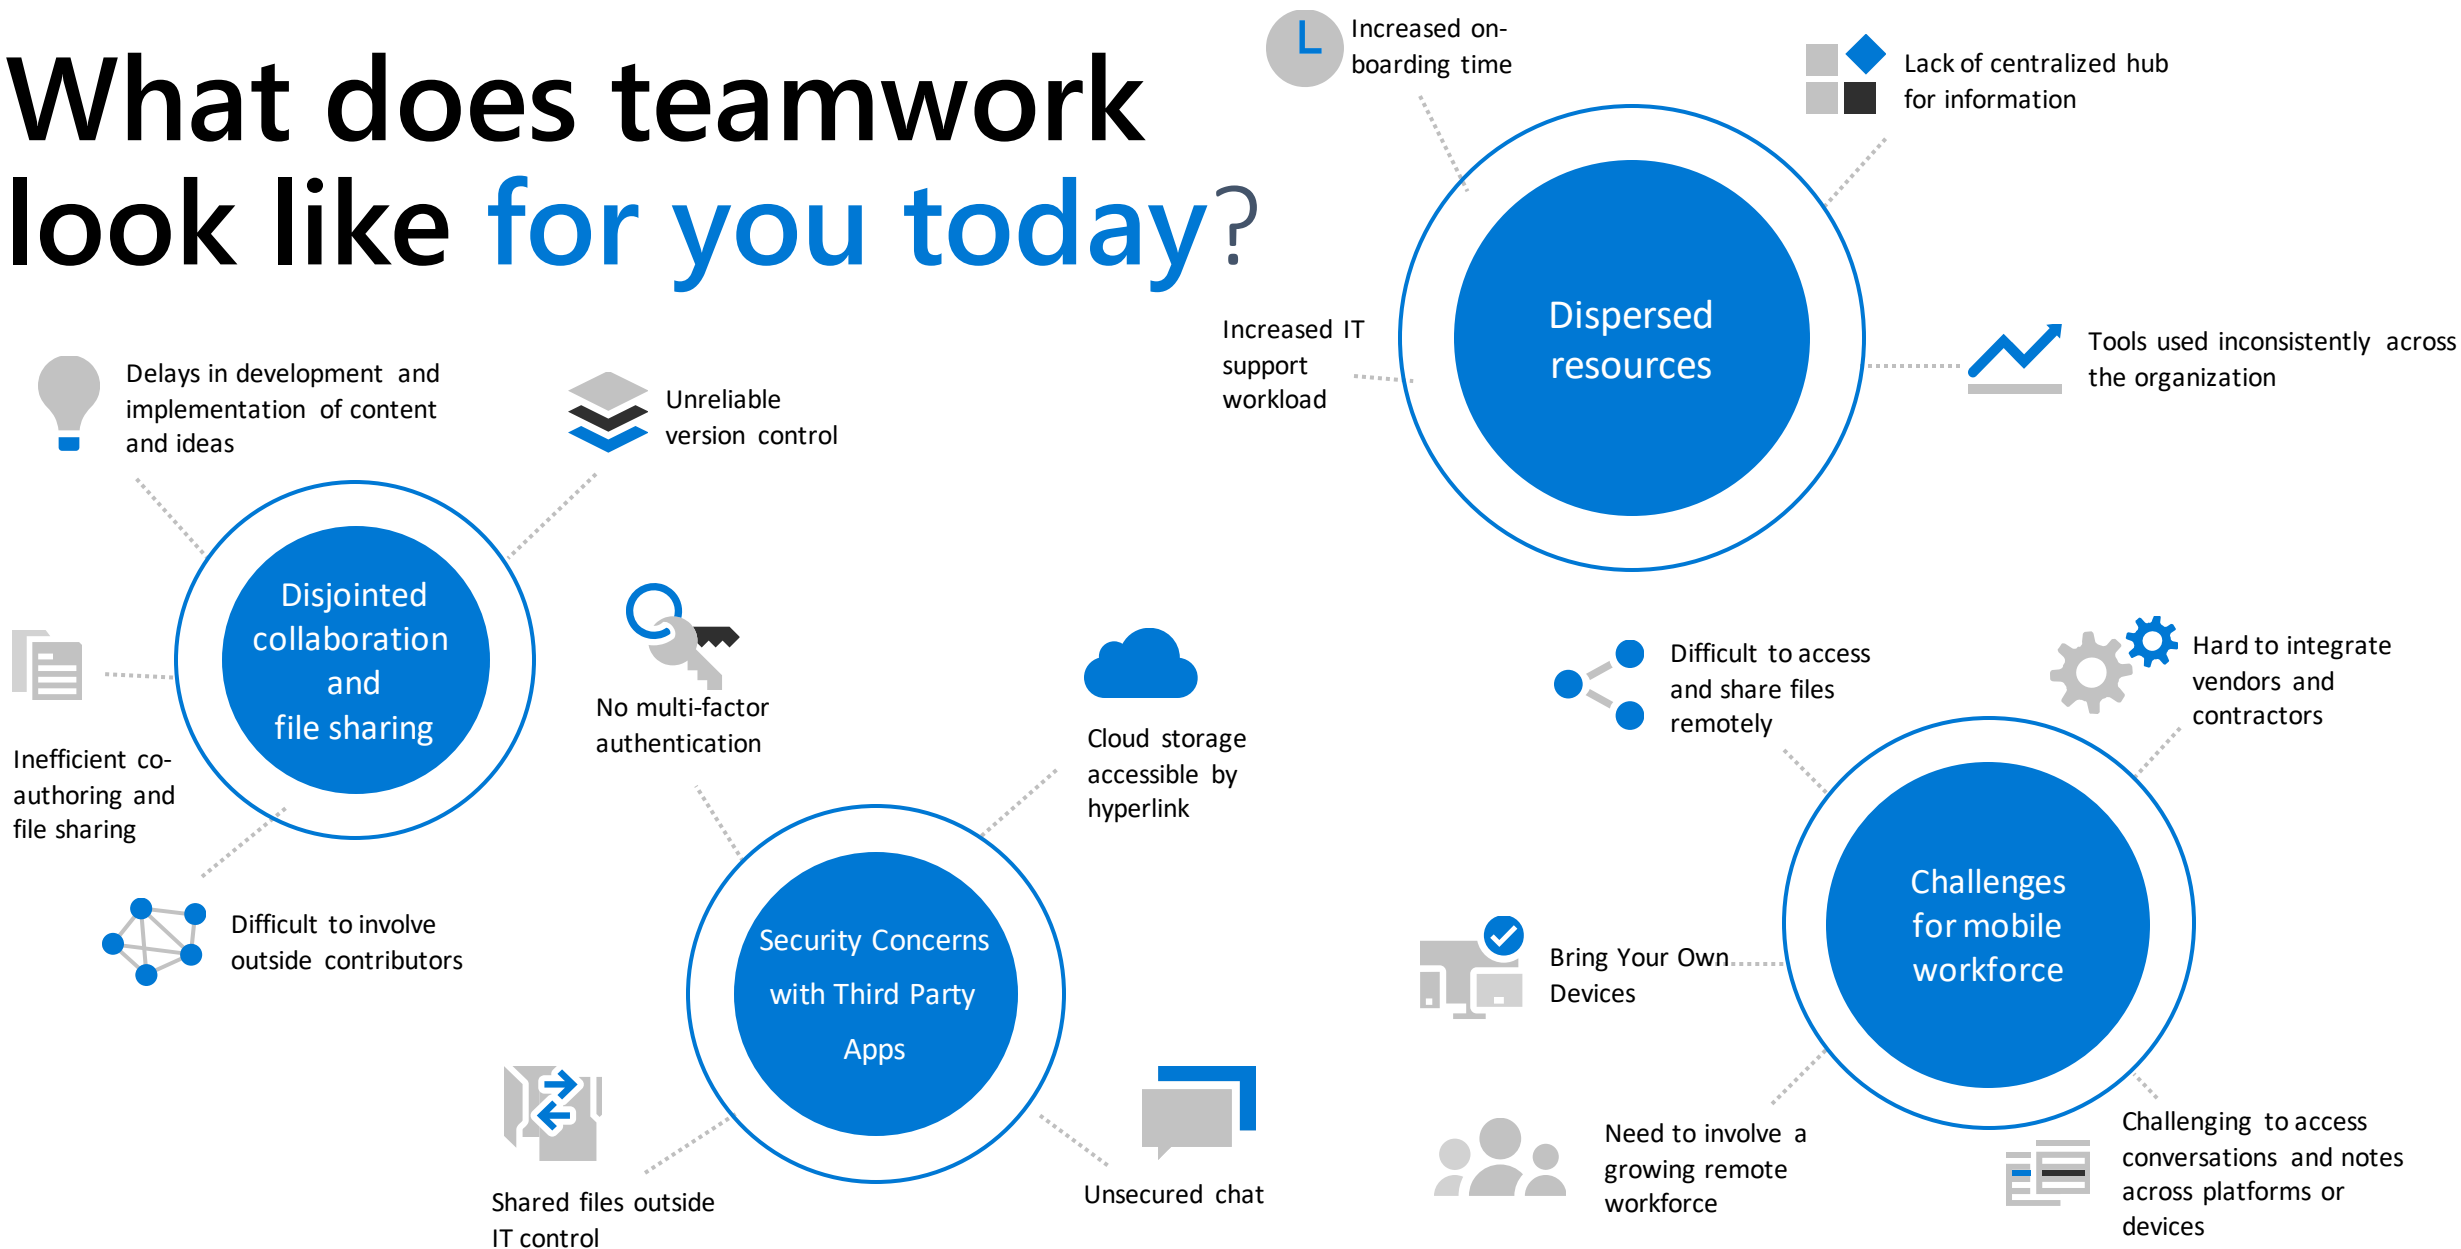 What does teamwork
look like for you today?
Increased on-
boarding time
Lack of centralized hub
for information
Dispersed
resources
Increased IT
support
workload
Tools used inconsistently across
the organization
Delays in development and
implementation of content
and ideas
Unreliable
version control
Disjointed
collaboration
and
file sharing
Inefficient co-
authoring and
file sharing
Difficult to involve
outside contributors
No multi-factor
authentication
Cloud storage
accessible by
hyperlink
Security Concerns
with Third Party
Apps
Shared files outside
IT control
Unsecured chat
Difficult to access
and share files
remotely
Hard to integrate
vendors and
contractors
Challenges
for mobile
workforce
Bring Your Own
Devices
Need to involve a
growing remote
workforce
Challenging to access
conversations and notes
across platforms or
devices